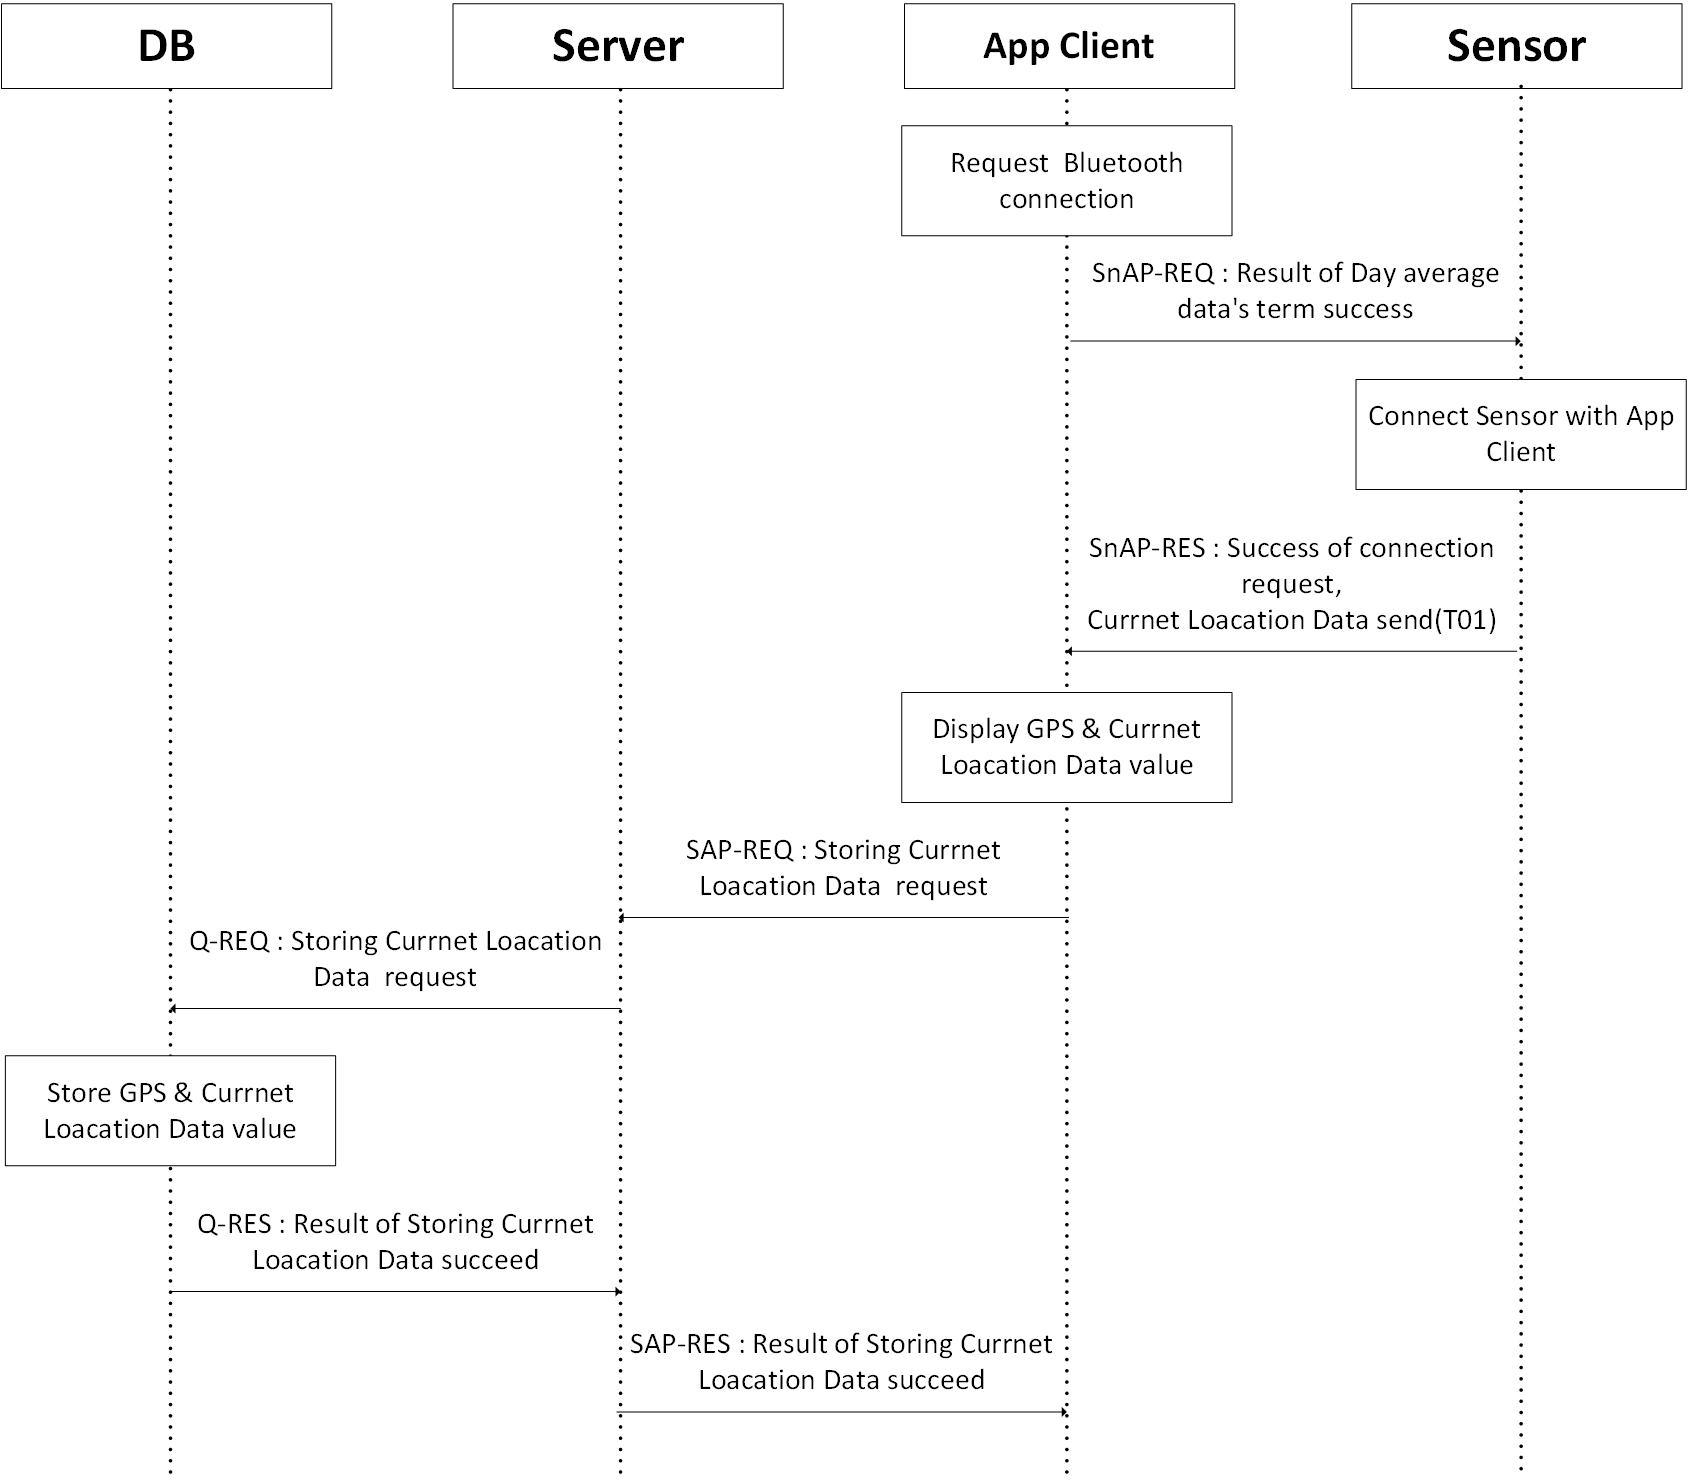 DB
Server
App Client
Sensor
Request  Bluetooth
connection
SnAP-REQ : Result of Day average
data's term success
Connect Sensor with App
Client
SnAP-RES : Success of connection
request,
Currnet Loacation Data send(T01)
Display GPS & Currnet
Loacation Data value
SAP-REQ : Storing Currnet
Loacation Data  request
Q-REQ : Storing Currnet Loacation
Data  request
Store GPS & Currnet
Loacation Data value
Q-RES : Result of Storing Currnet
Loacation Data succeed
SAP-RES : Result of Storing Currnet
Loacation Data succeed